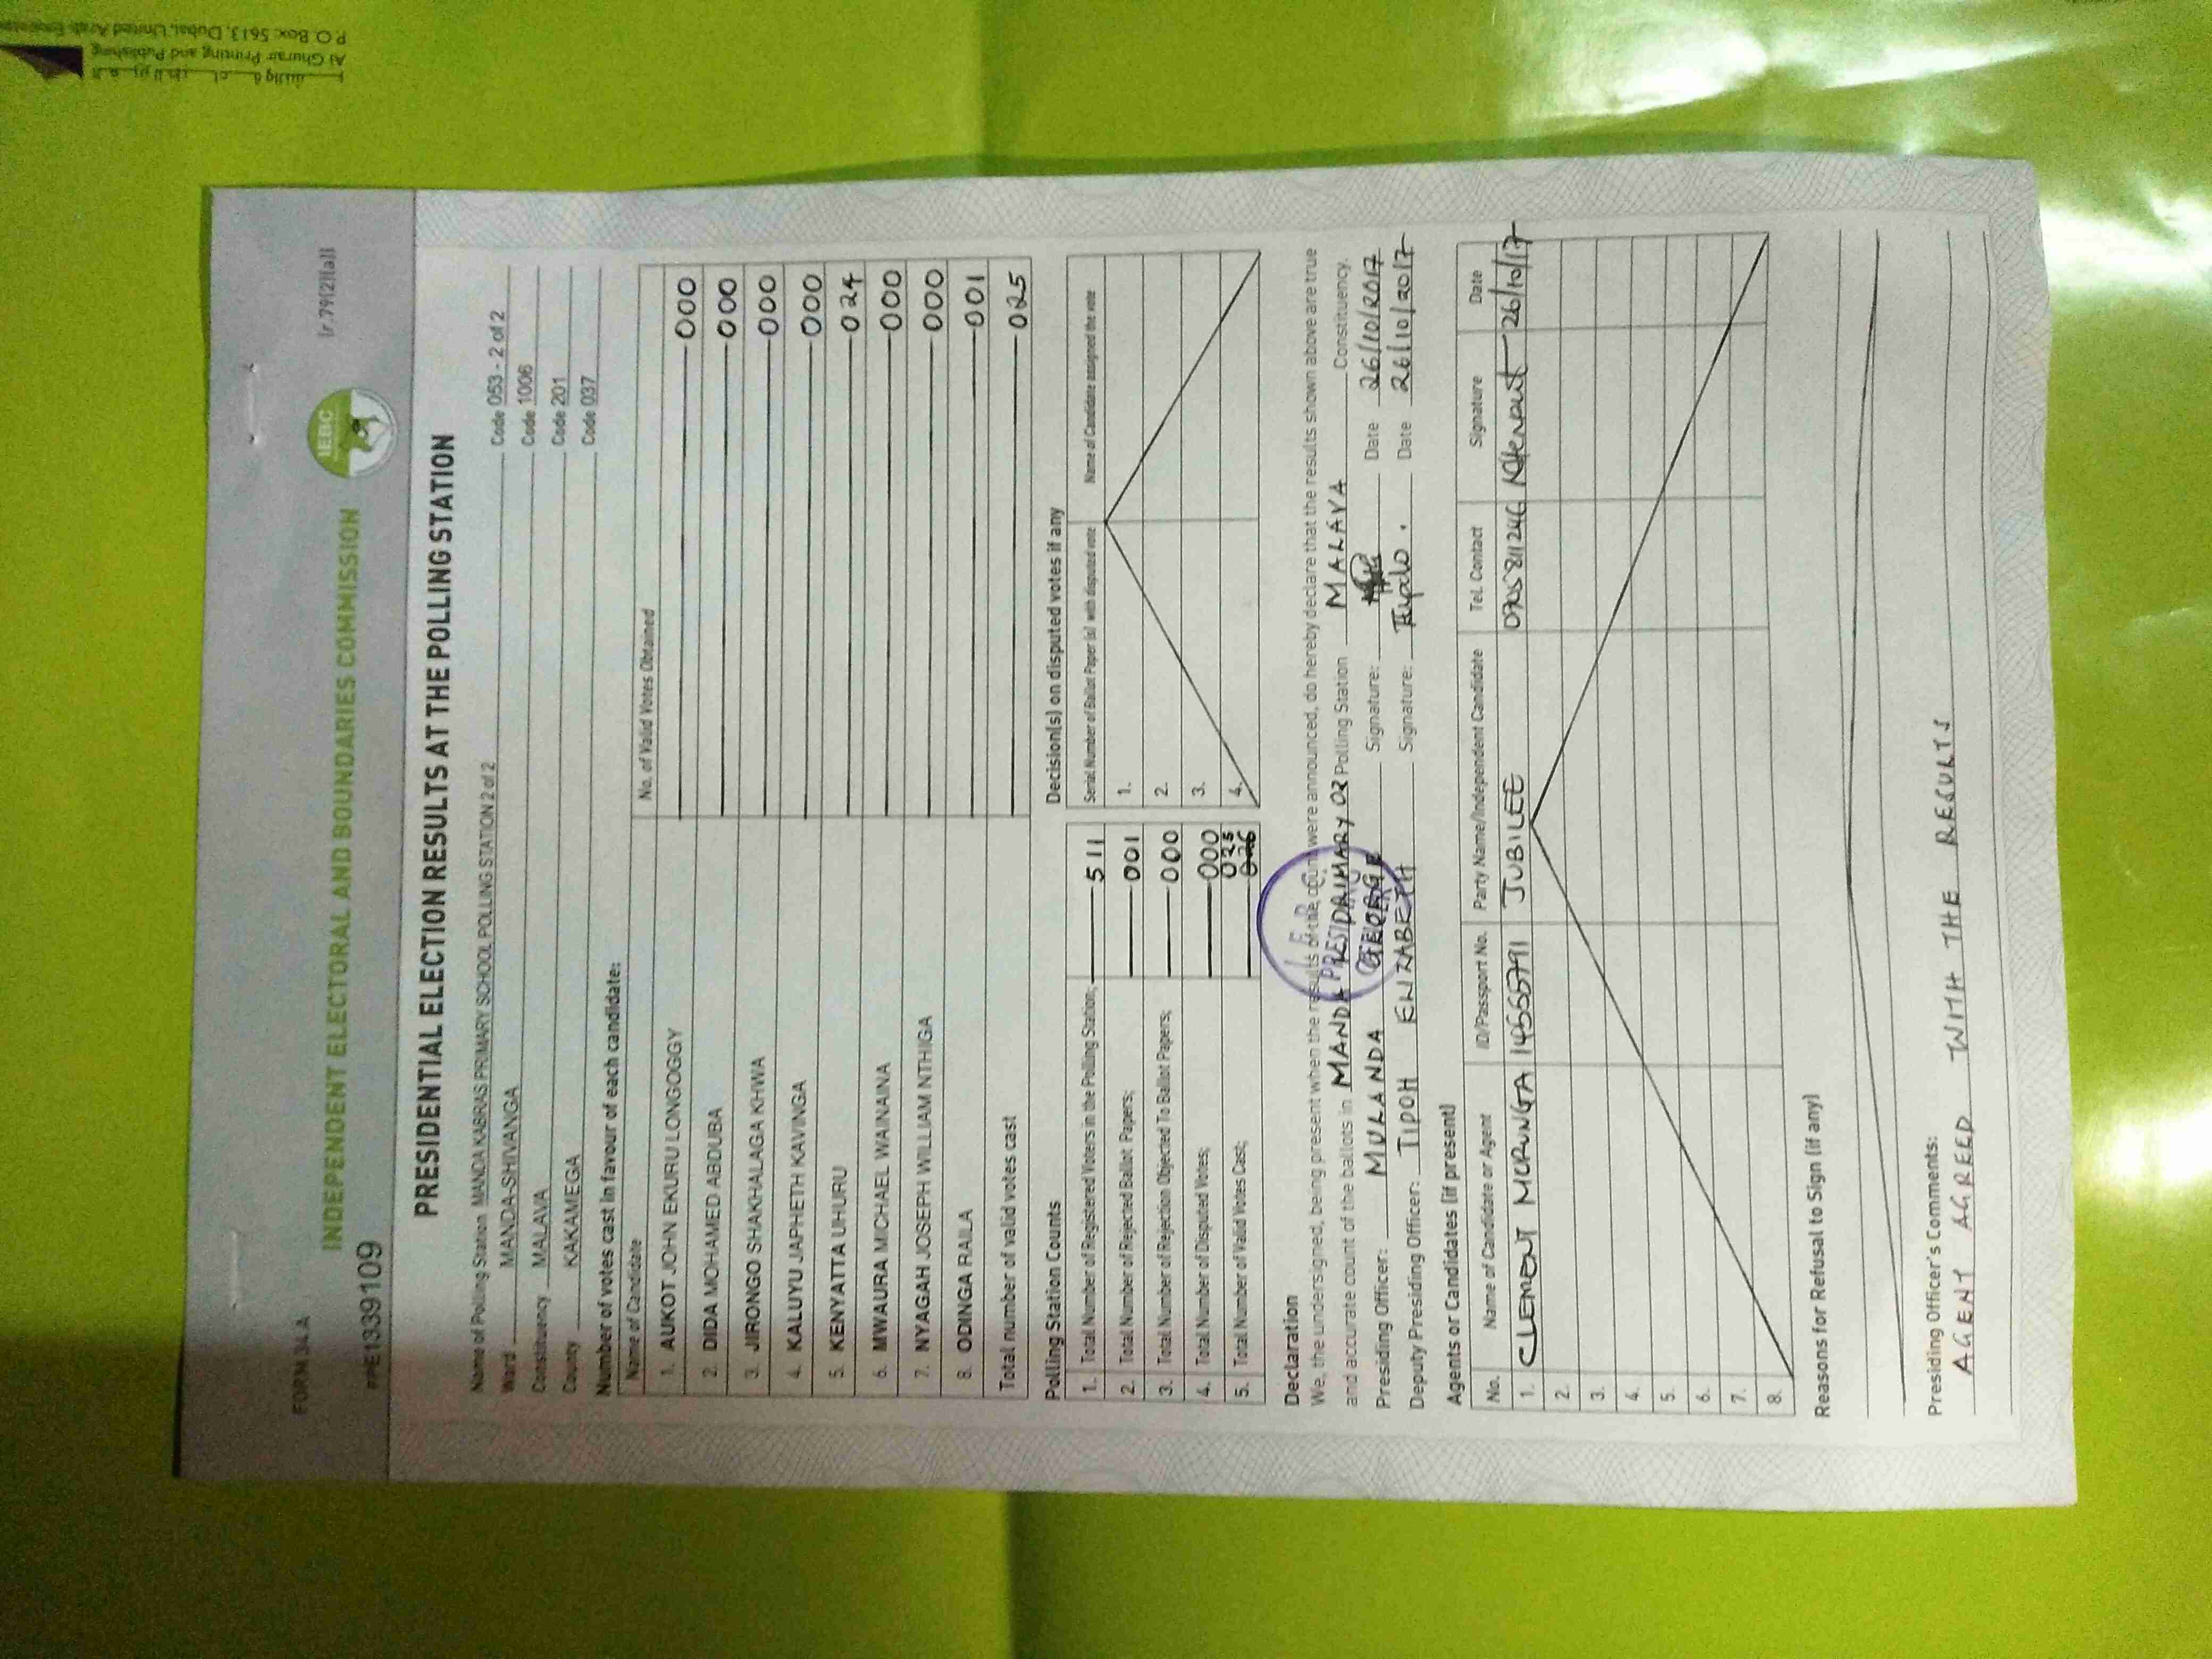 FORM 34 A
(r.79(2)(a))
INDEPENDENT ELECTORAL AND BOUNDARIES COMMISSION
IEBC
PPE1339109
PRESIDENTIAL ELECTION RESULTS AT THE POLLING STATION
Name of Polling Station MANDA KABRAS PRIMARY SCHOOL POLLING STATION 2 of 2 Code 053 - 2 of 2
Ward MANDA-SHIVANGA Code 1006
Constituency MALAVA Code 201
County KAKAMEGA Code 037
Number of votes cast in favour of each candidate:
Name of Candidate No. of Valid Votes Obtained
1. AUKOT JOHN EKURU LONGOGGY 000
2. DIDA MOHAMED ABDUBA 000
3. JIRONGO SHAKHALAGA KHWA 000
4. KALUYU JAPHETH KAVINGA 000
5. KENYATTA UHURU 024
6. MWAURA MICHAEL WAINAINA 000
7. NYAGAH JOSEPH WILLIAM NTHIGA 000
8. ODINGA RAILA 001
Total number of valid votes cast 025
Polling Station Counts
1. Total Number of Registered Voters in the Polling Station; 511
2. Total Number of Rejected Ballot Papers; 001
3. Total Number of Rejection Objected To Ballot Papers; 000
4. Total Number of Disputed Votes; 000
5. Total Number of Valid Votes Cast; 025
026
Decision(s) on disputed votes if any
Serial Number of Ballot Paper (s) with disputed vote Name of Candidate assigned the vote
1.
2.
3.
4.
Declaration
We, the undersigned, being present when the results of the count were announced, do hereby declare that the results shown above are true
and accurate count of the ballots in MANDA Polling Station MALAVA Constituency.
Presiding Officer: MULANDA GEORGE Signature: Date 26/10/2017
Deputy Presiding Officer: TIPOH Signature: Date 26/10/2017
Agents or Candidates (if present)
No. Name of Candidate or Agent ID/Passport No. Party Name/Independent Candidate Tel. Contact Signature Date
1. CLEMENT JUBILEE 26/10/17
2.
3.
4.
5.
6.
7.
8.
Reasons for Refusal to Sign (if any)
Presiding Officer's Comments:
AGENT AGREED WITH THE RESULTS
Al Ghurair Printing and Publishing
P.O. Box: 5613, Dubai, United Arab Emirates